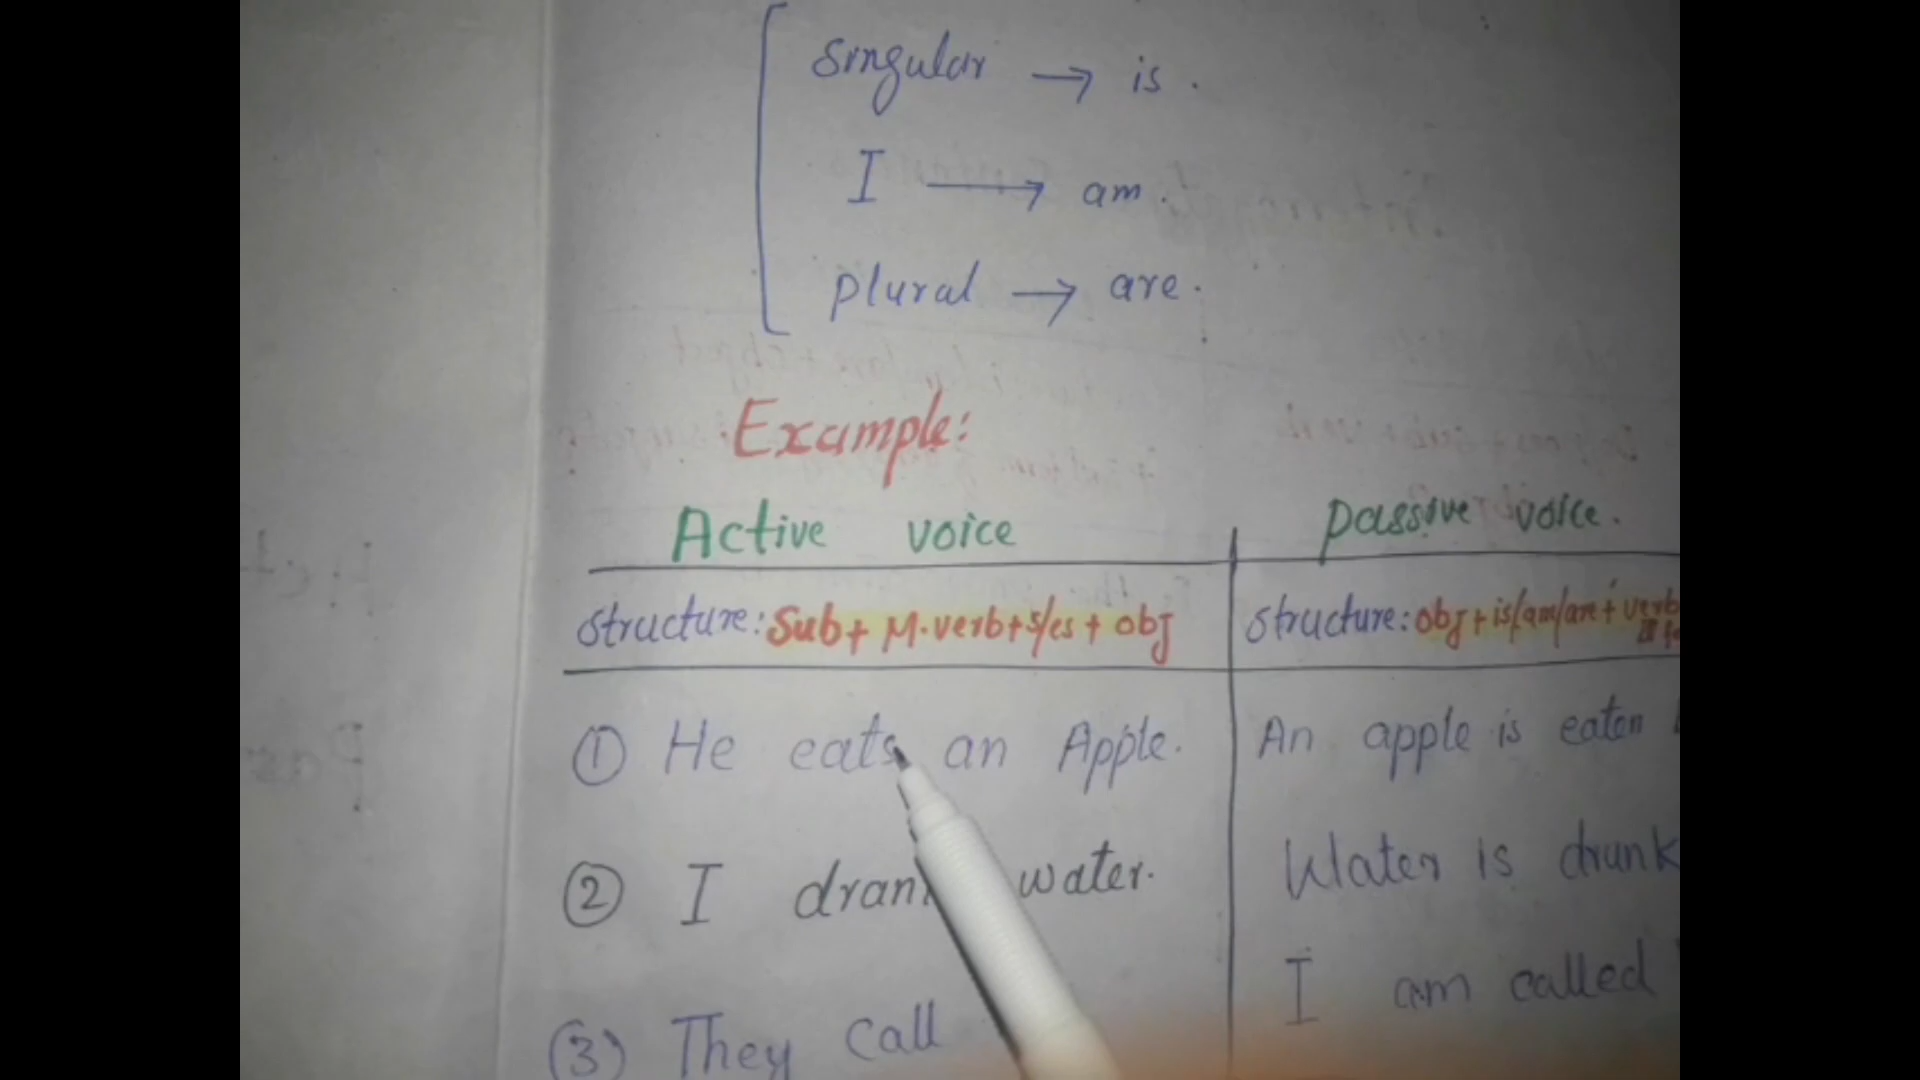 singular → is.
I → am.
plural → are.
Example:
Active voice
passive voice.
structure: Sub + M.verb + s/es + obj
structure: obj + is/am/are + verb
① He eats an Apple.
An apple is eaten
② I water.
Water is drunk
③ They call
I am called